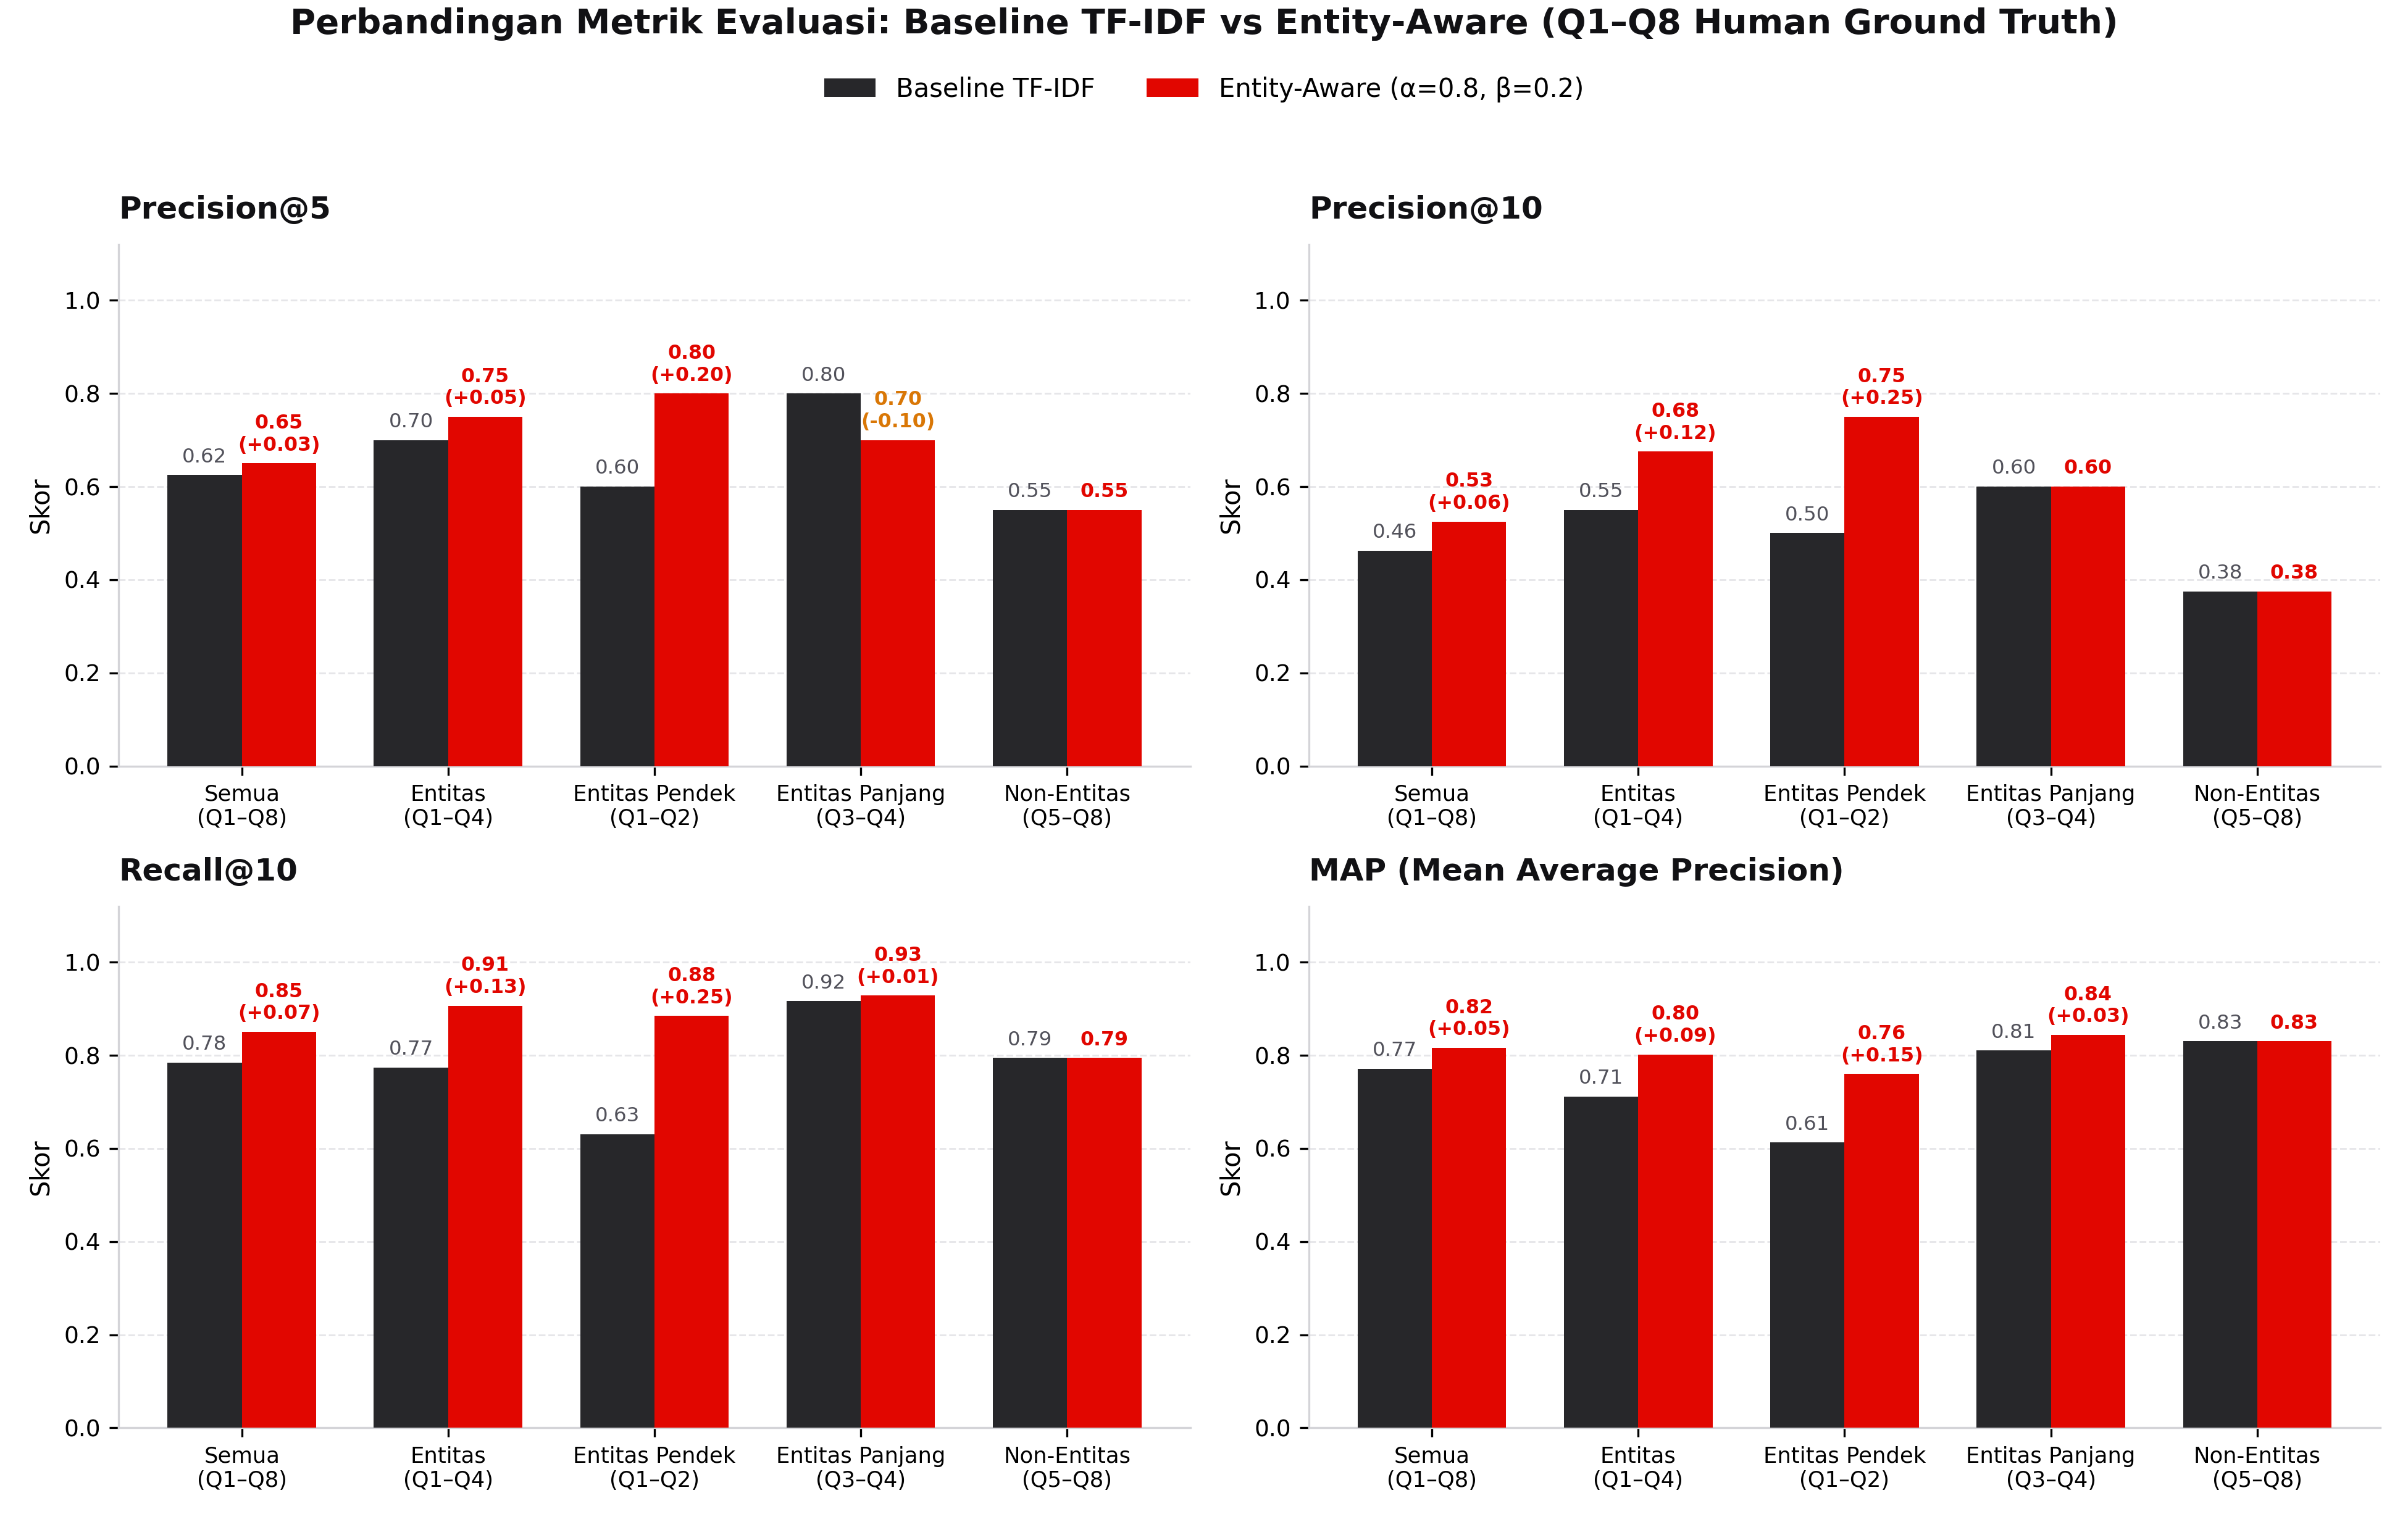 Perbandingan Metrik Evaluasi: Baseline TF-IDF vs Entity-Aware (Q1–Q8 Human Ground Truth)
Baseline TF-IDF
Entity-Aware (α=0.8, β=0.2)
Precision@5
Skor
1.0
0.8
0.6
0.4
0.2
0.0
0.62
0.65
(+0.03)
0.70
0.75
(+0.05)
0.60
0.80
(+0.20)
0.80
0.70
(-0.10)
0.55
0.55
Semua
(Q1–Q8)
Entitas
(Q1–Q4)
Entitas Pendek
(Q1–Q2)
Entitas Panjang
(Q3–Q4)
Non-Entitas
(Q5–Q8)
Precision@10
Skor
1.0
0.8
0.6
0.4
0.2
0.0
0.46
0.53
(+0.06)
0.55
0.68
(+0.12)
0.50
0.75
(+0.25)
0.60
0.60
0.38
0.38
Semua
(Q1–Q8)
Entitas
(Q1–Q4)
Entitas Pendek
(Q1–Q2)
Entitas Panjang
(Q3–Q4)
Non-Entitas
(Q5–Q8)
Recall@10
Skor
1.0
0.8
0.6
0.4
0.2
0.0
0.78
0.85
(+0.07)
0.77
0.91
(+0.13)
0.63
0.88
(+0.25)
0.92
0.93
(+0.01)
0.79
0.79
Semua
(Q1–Q8)
Entitas
(Q1–Q4)
Entitas Pendek
(Q1–Q2)
Entitas Panjang
(Q3–Q4)
Non-Entitas
(Q5–Q8)
MAP (Mean Average Precision)
Skor
1.0
0.8
0.6
0.4
0.2
0.0
0.77
0.82
(+0.05)
0.71
0.80
(+0.09)
0.61
0.76
(+0.15)
0.81
0.84
(+0.03)
0.83
0.83
Semua
(Q1–Q8)
Entitas
(Q1–Q4)
Entitas Pendek
(Q1–Q2)
Entitas Panjang
(Q3–Q4)
Non-Entitas
(Q5–Q8)